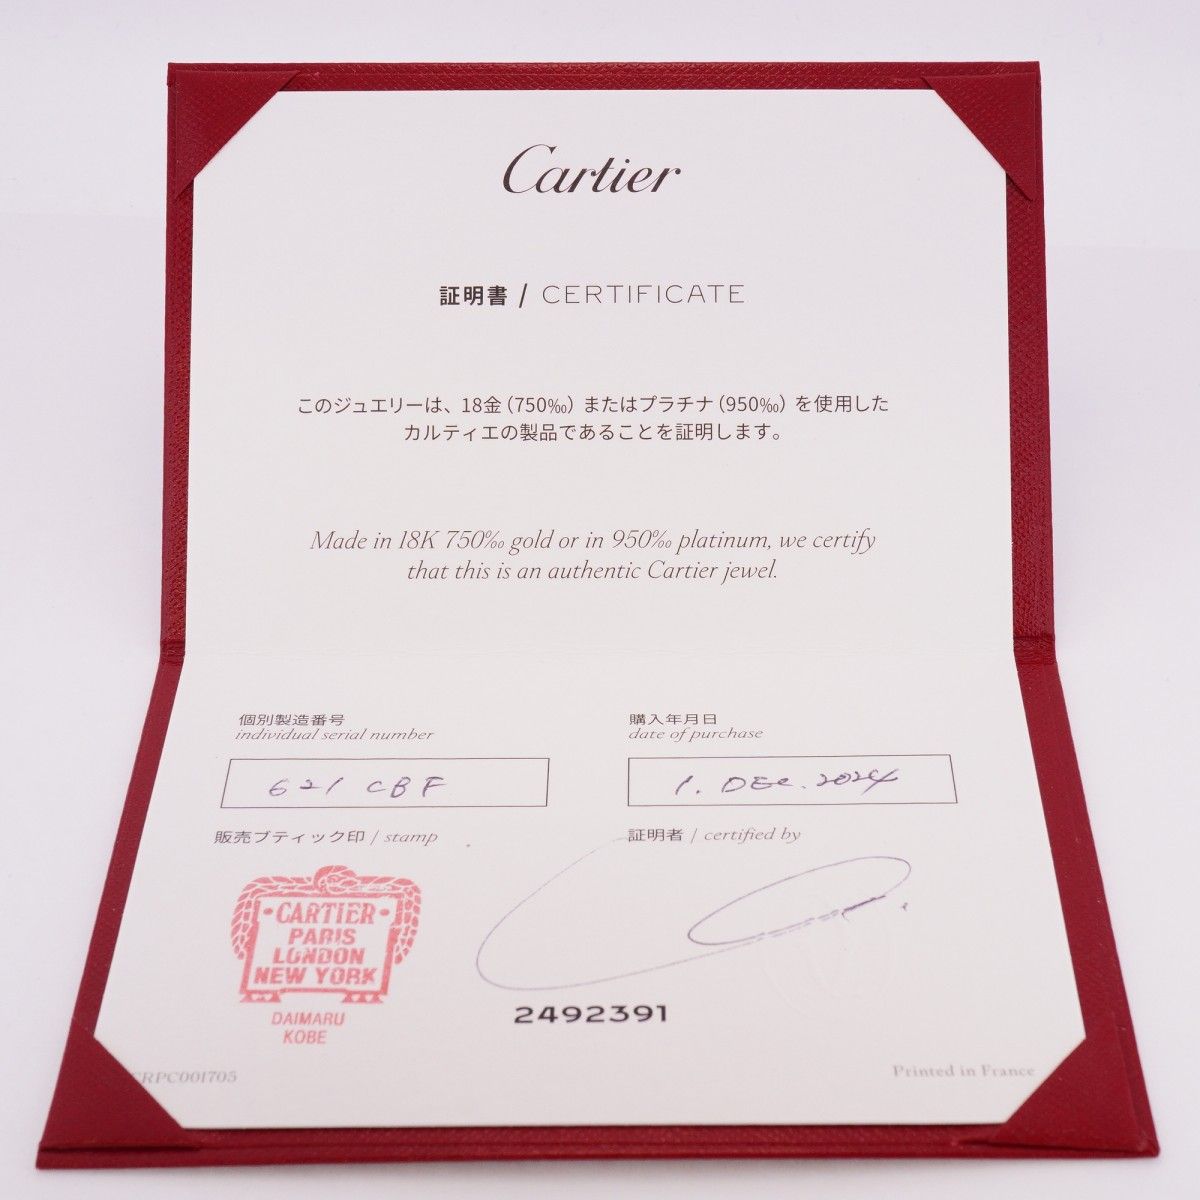 Cartier
証明書 / CERTIFICATE
このジュエリーは、18金（750‰）またはプラチナ（950‰）を使用した
カルティエの製品であることを証明します。
Made in 18K 750‰ gold or in 950‰ platinum, we certify
that this is an authentic Cartier jewel.
個別製造番号
individual serial number
621 CBF
購入年月日
date of purchase
1. DEC. 2024
販売ブティック印 / stamp
CARTIER
PARIS
LONDON
NEW YORK
DAIMARU
KOBE
証明者 / certified by
2492391
RPC001705
Printed in France